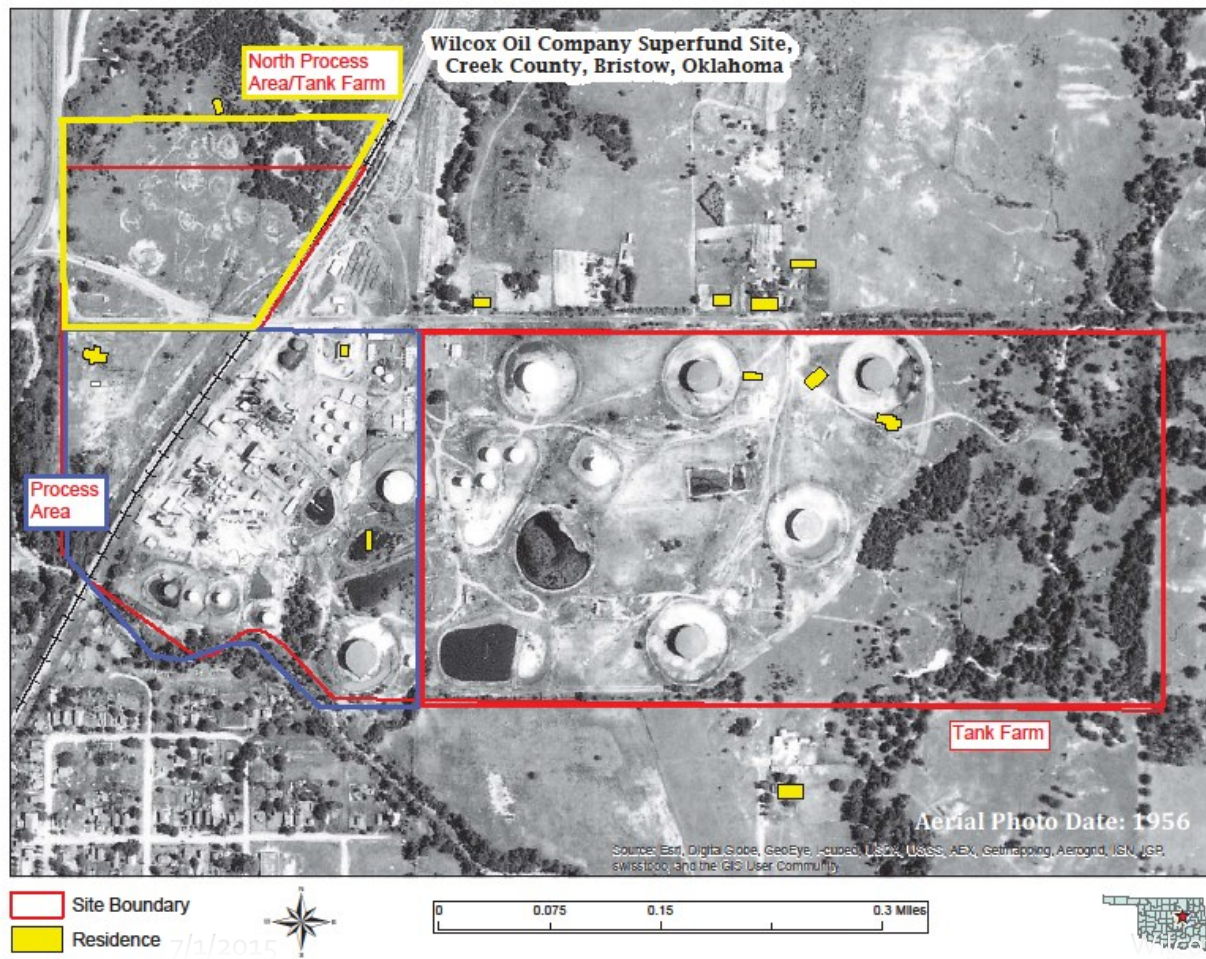 Wilcox Oil Company Superfund Site,
Creek County, Bristow, Oklahoma
North Process
Area/Tank Farm
Process
Area
Tank Farm
Aerial Photo Date: 1956
Source: Esri, DigitalGlobe, GeoEye, i-cubed, USDA, USGS, AEX, Getmapping, Aerogrid, IGN, IGP,
swisstopo, and the GIS User Community
Site Boundary
Residence
7/1/2015
N
W
E
S
0 0.075 0.15 0.3 Miles